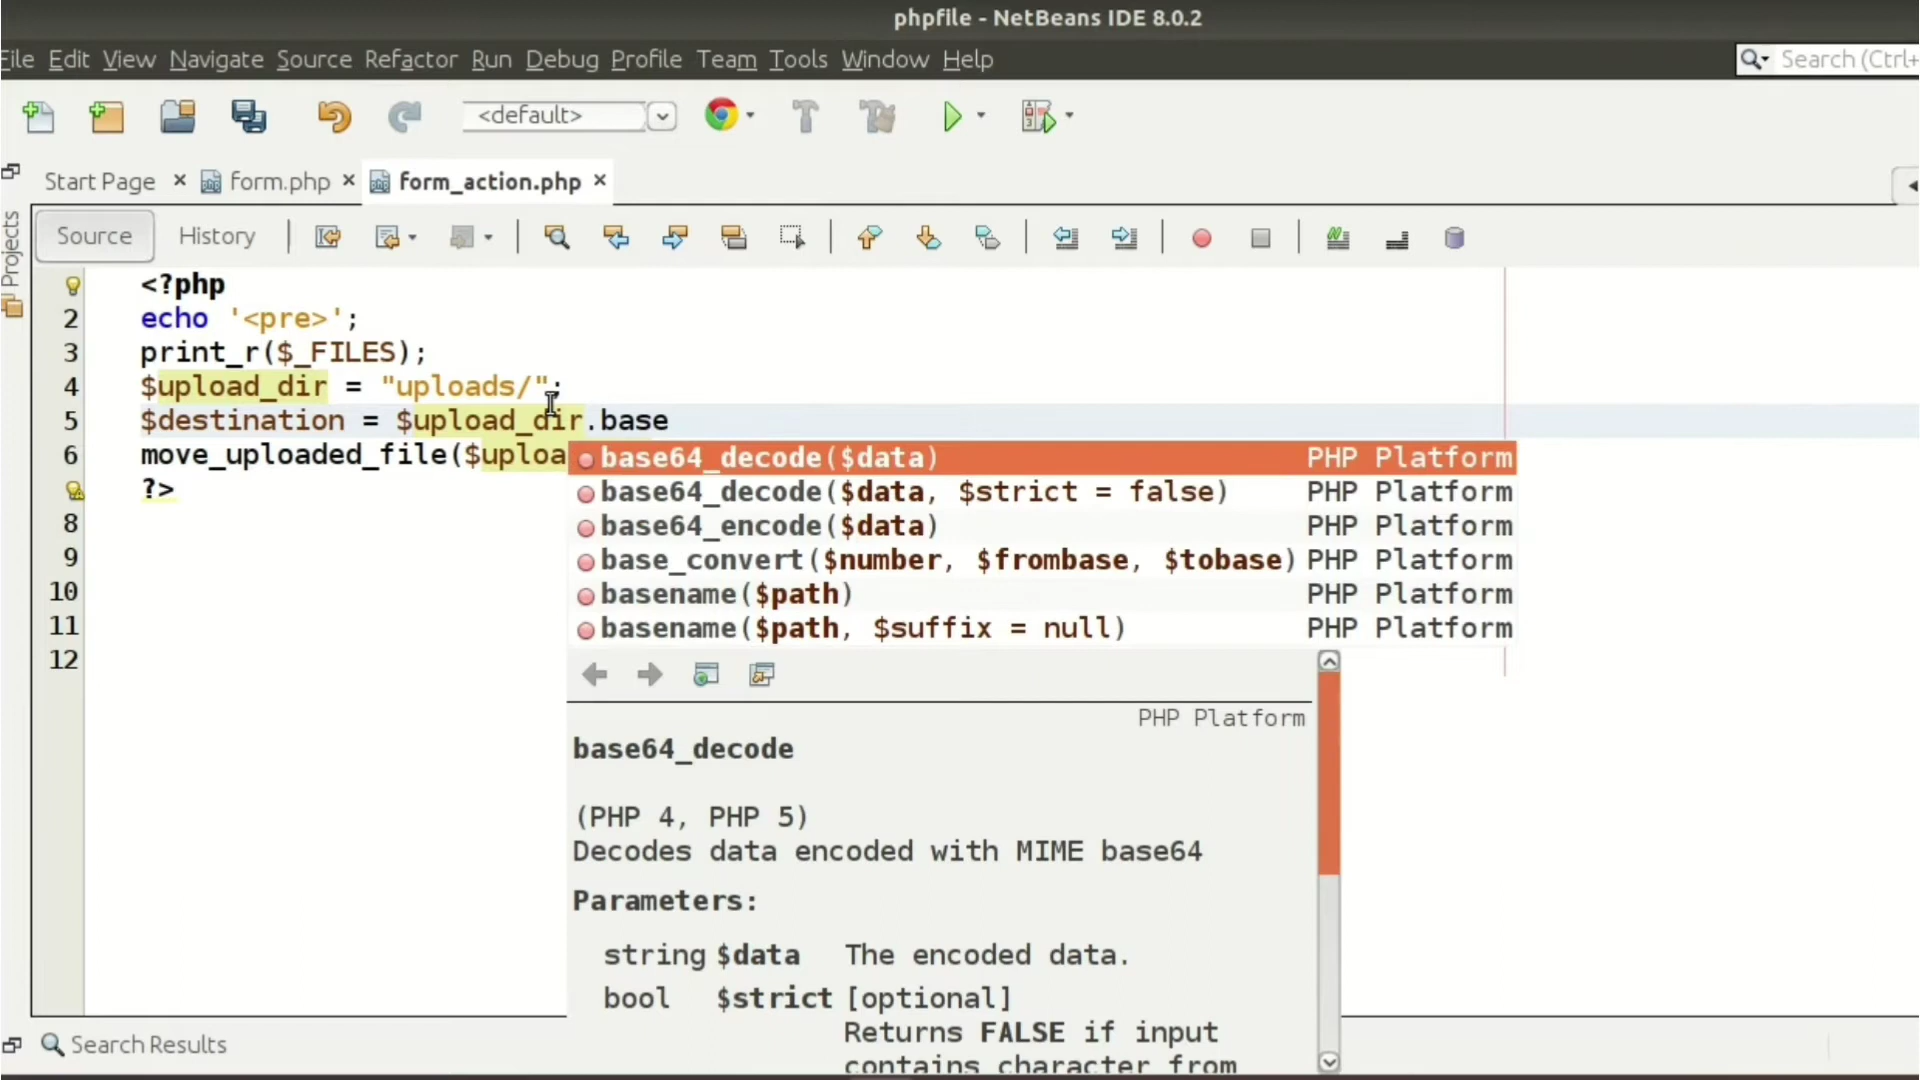 phpfile - NetBeans IDE 8.0.2
File Edit View Navigate Source Refactor Run Debug Profile Team Tools Window Help
Search (Ctrl+
<default>
Start Page form.php form_action.php
Projects
Source History
<?php
2 echo '<pre>';
3 print_r($_FILES);
4 $upload_dir = "uploads/";
5 $destination = $upload_dir.base
6 move_uploaded_file($uploa
?>
8
9
10
11
12
base64_decode($data) PHP Platform
base64_decode($data, $strict = false) PHP Platform
base64_encode($data) PHP Platform
base_convert($number, $frombase, $tobase) PHP Platform
basename($path) PHP Platform
basename($path, $suffix = null) PHP Platform
PHP Platform
base64_decode
(PHP 4, PHP 5)
Decodes data encoded with MIME base64
Parameters:
string $data The encoded data.
bool $strict [optional]
Returns FALSE if input
contains character from
Search Results